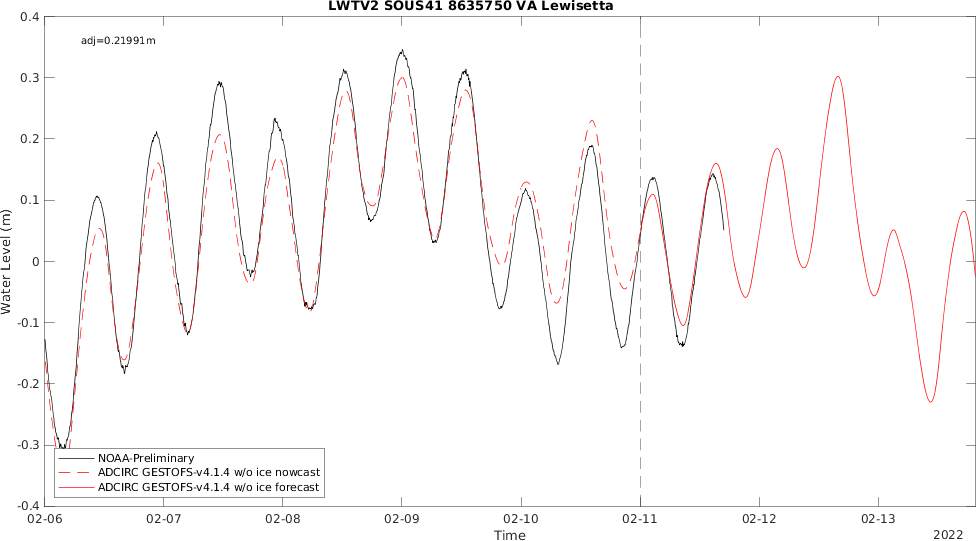 LWTV2 SOUS41 8635750 VA Lewisetta
adj=0.21991m
Water Level (m)
0.4
0.3
0.2
0.1
0
-0.1
-0.2
-0.3
-0.4
NOAA-Preliminary
ADCIRC GESTOFS-v4.1.4 w/o ice nowcast
ADCIRC GESTOFS-v4.1.4 w/o ice forecast
02-06 02-07 02-08 02-09 02-10 02-11 02-12 02-13
Time
2022